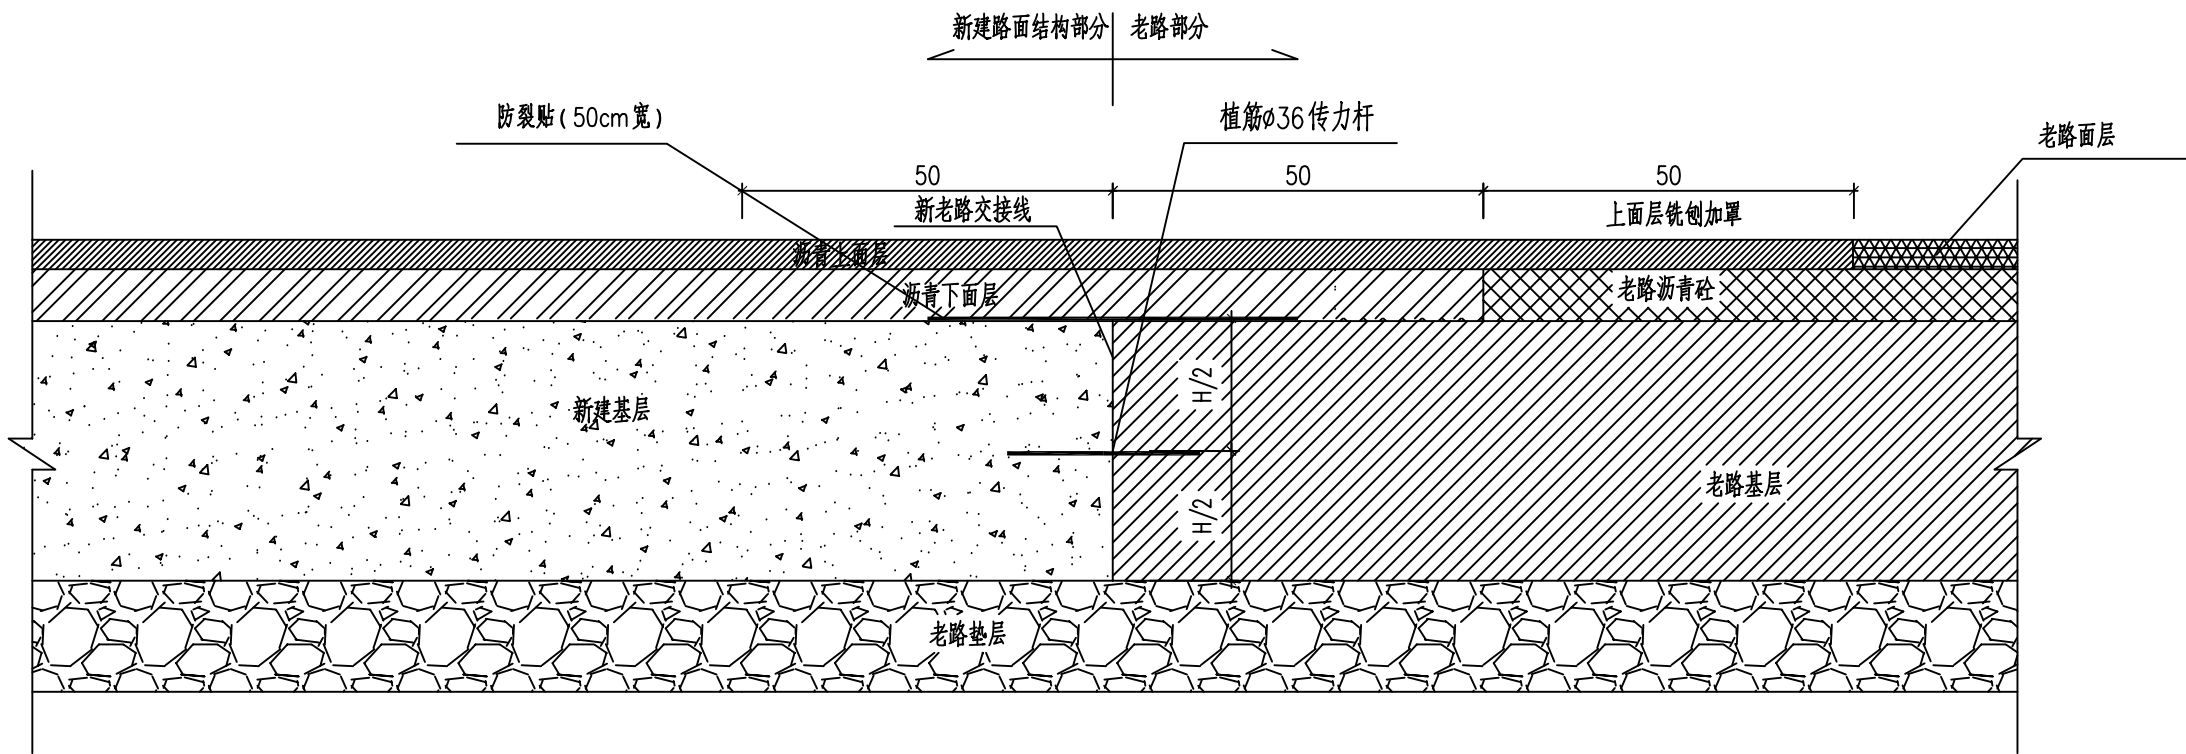 新建路面结构部分
老路部分
防裂贴(50cm宽)
植筋ø36传力杆
老路面层
50
50
50
新老路交接线
上面层铣刨加罩
沥青上面层
沥青下面层
老路沥青砼
H/2
新建基层
老路基层
H/2
老路垫层